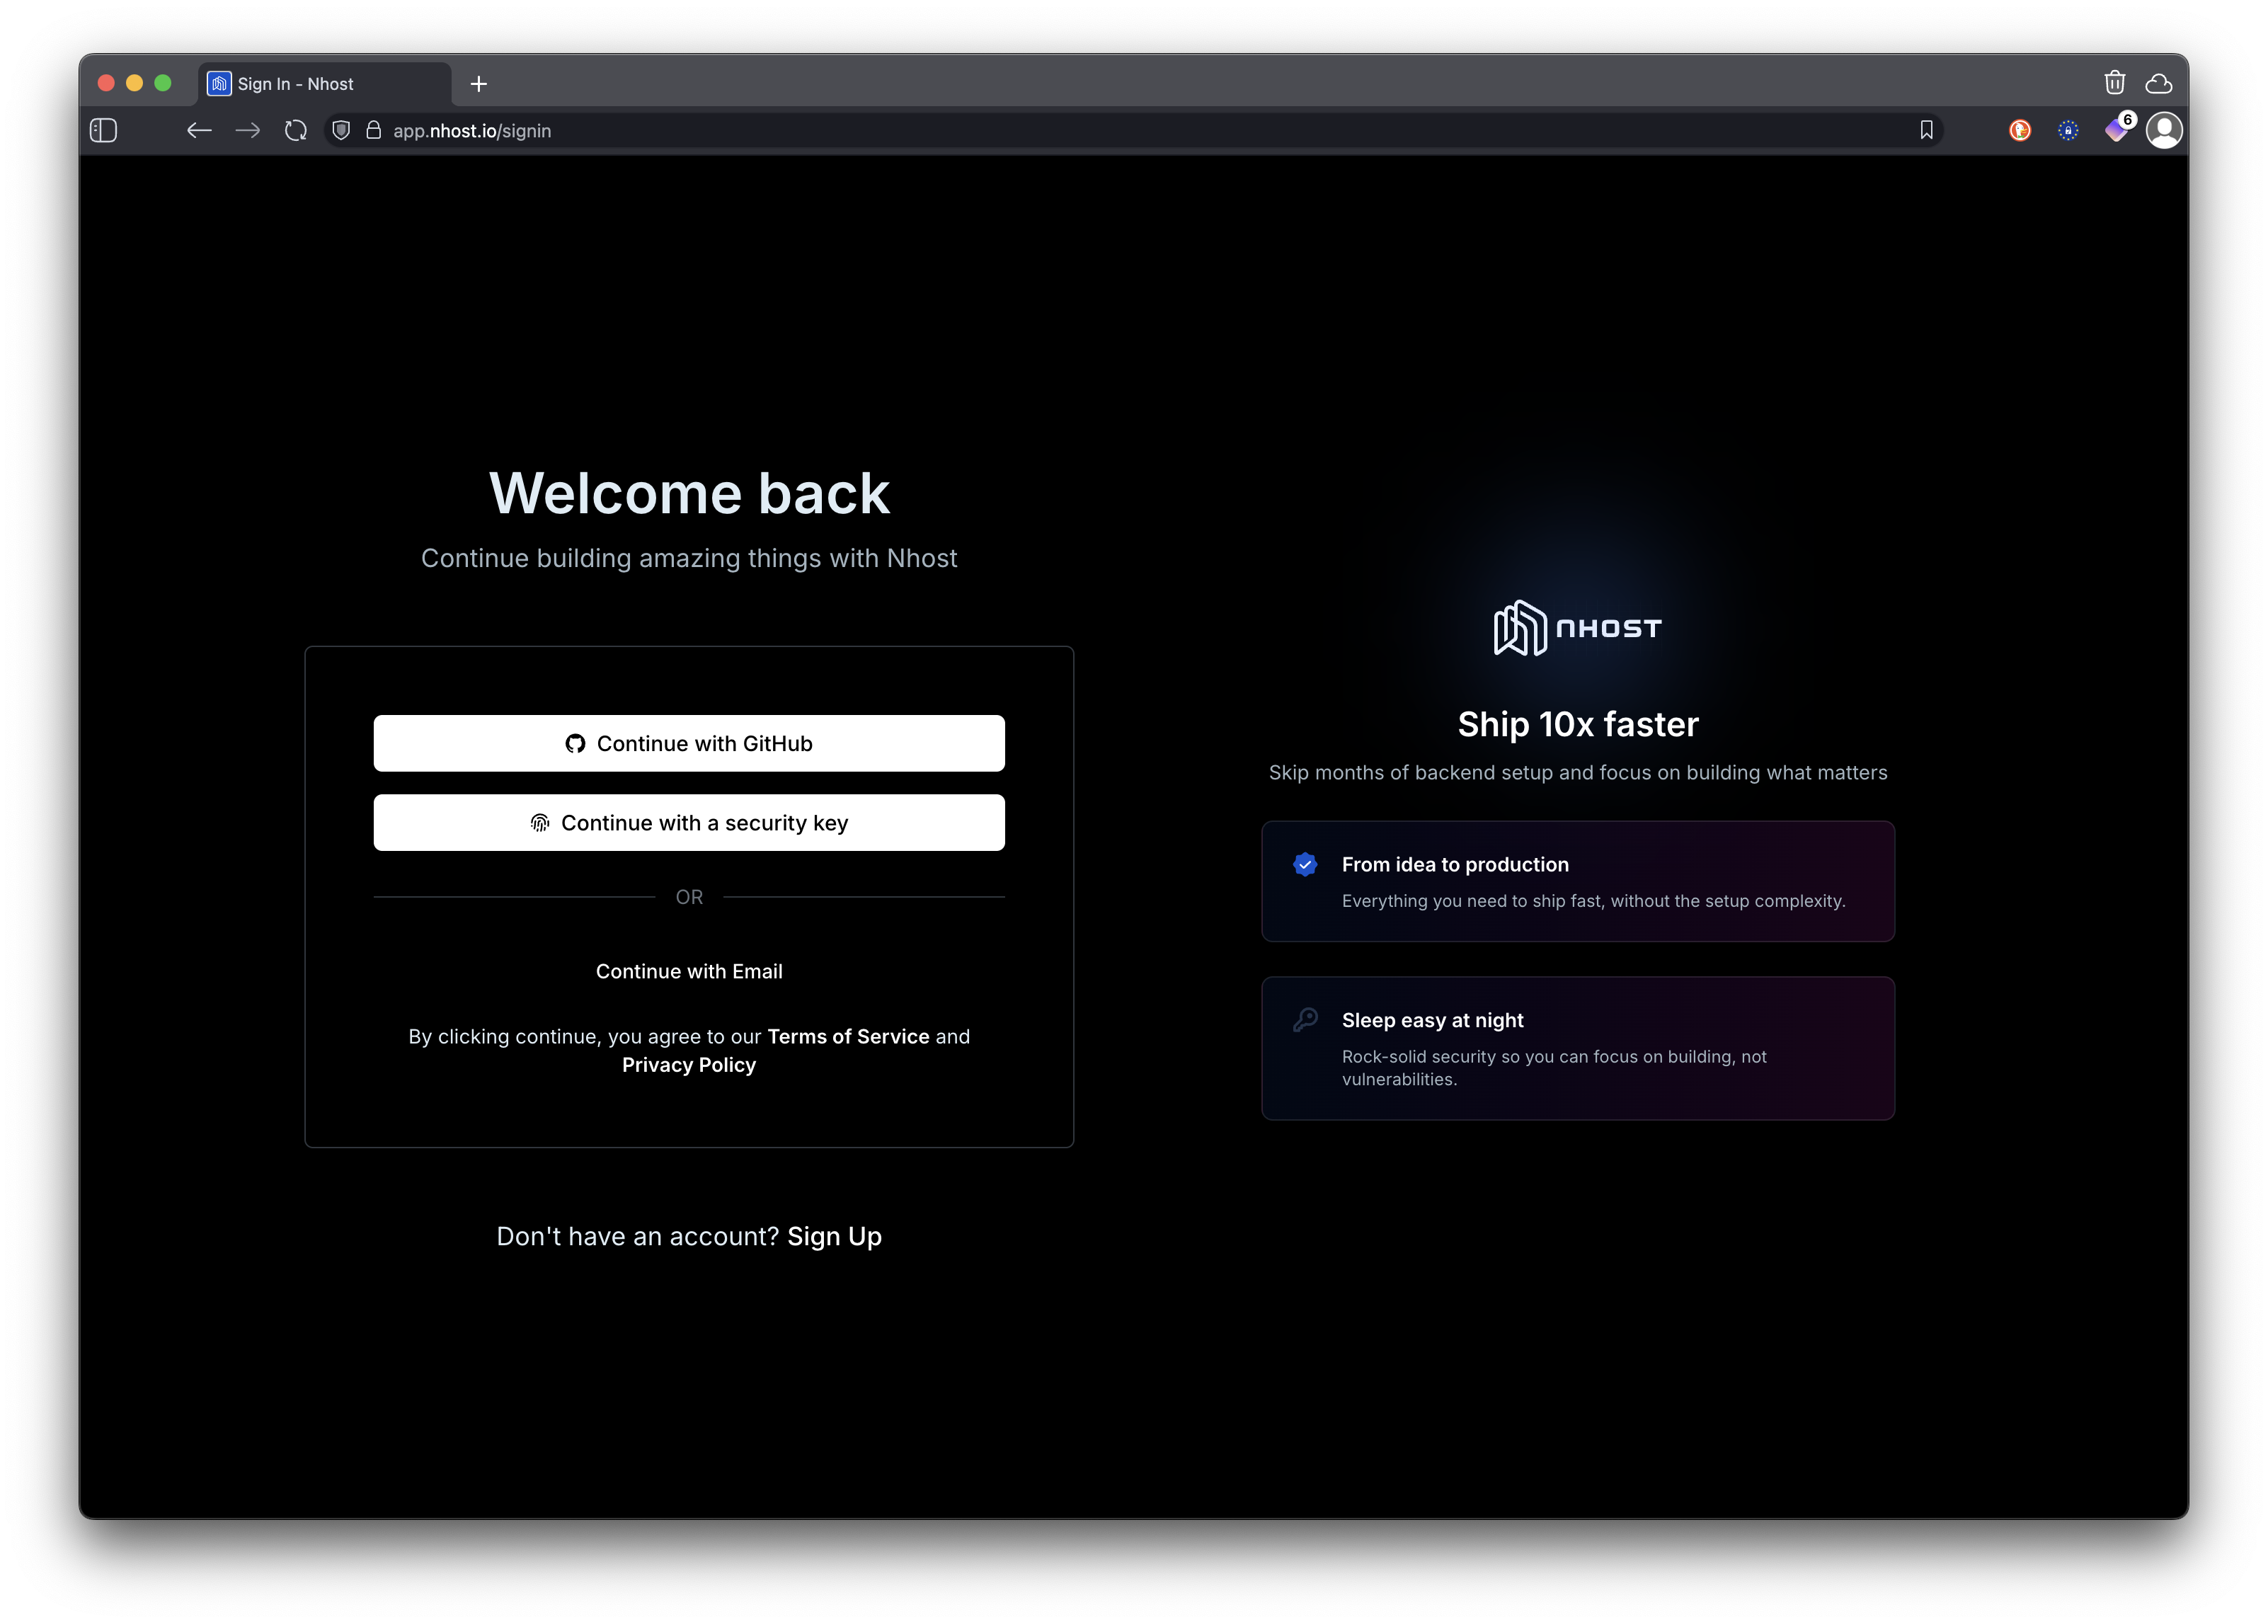 Sign In - Nhost
app.nhost.io/signin
6
Welcome back
Continue building amazing things with Nhost
Continue with GitHub
Continue with a security key
OR
Continue with Email
By clicking continue, you agree to our Terms of Service and
Privacy Policy
Don't have an account? Sign Up
NHOST
Ship 10x faster
Skip months of backend setup and focus on building what matters
From idea to production
Everything you need to ship fast, without the setup complexity.
Sleep easy at night
Rock-solid security so you can focus on building, not
vulnerabilities.